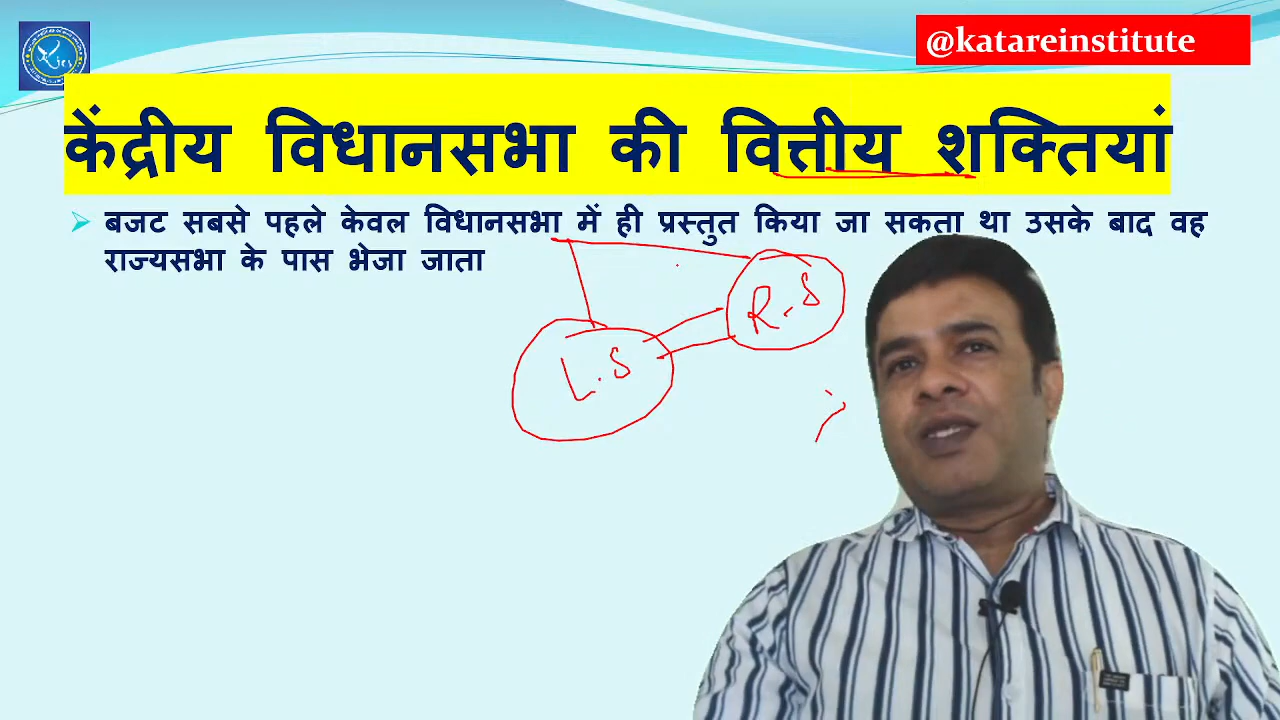 @katareinstitute
केंद्रीय विधानसभा की वित्तीय शक्तियां
बजट सबसे पहले केवल विधानसभा में ही प्रस्तुत किया जा सकता था उसके बाद वह
राज्यसभा के पास भेजा जाता
R.S
L.S